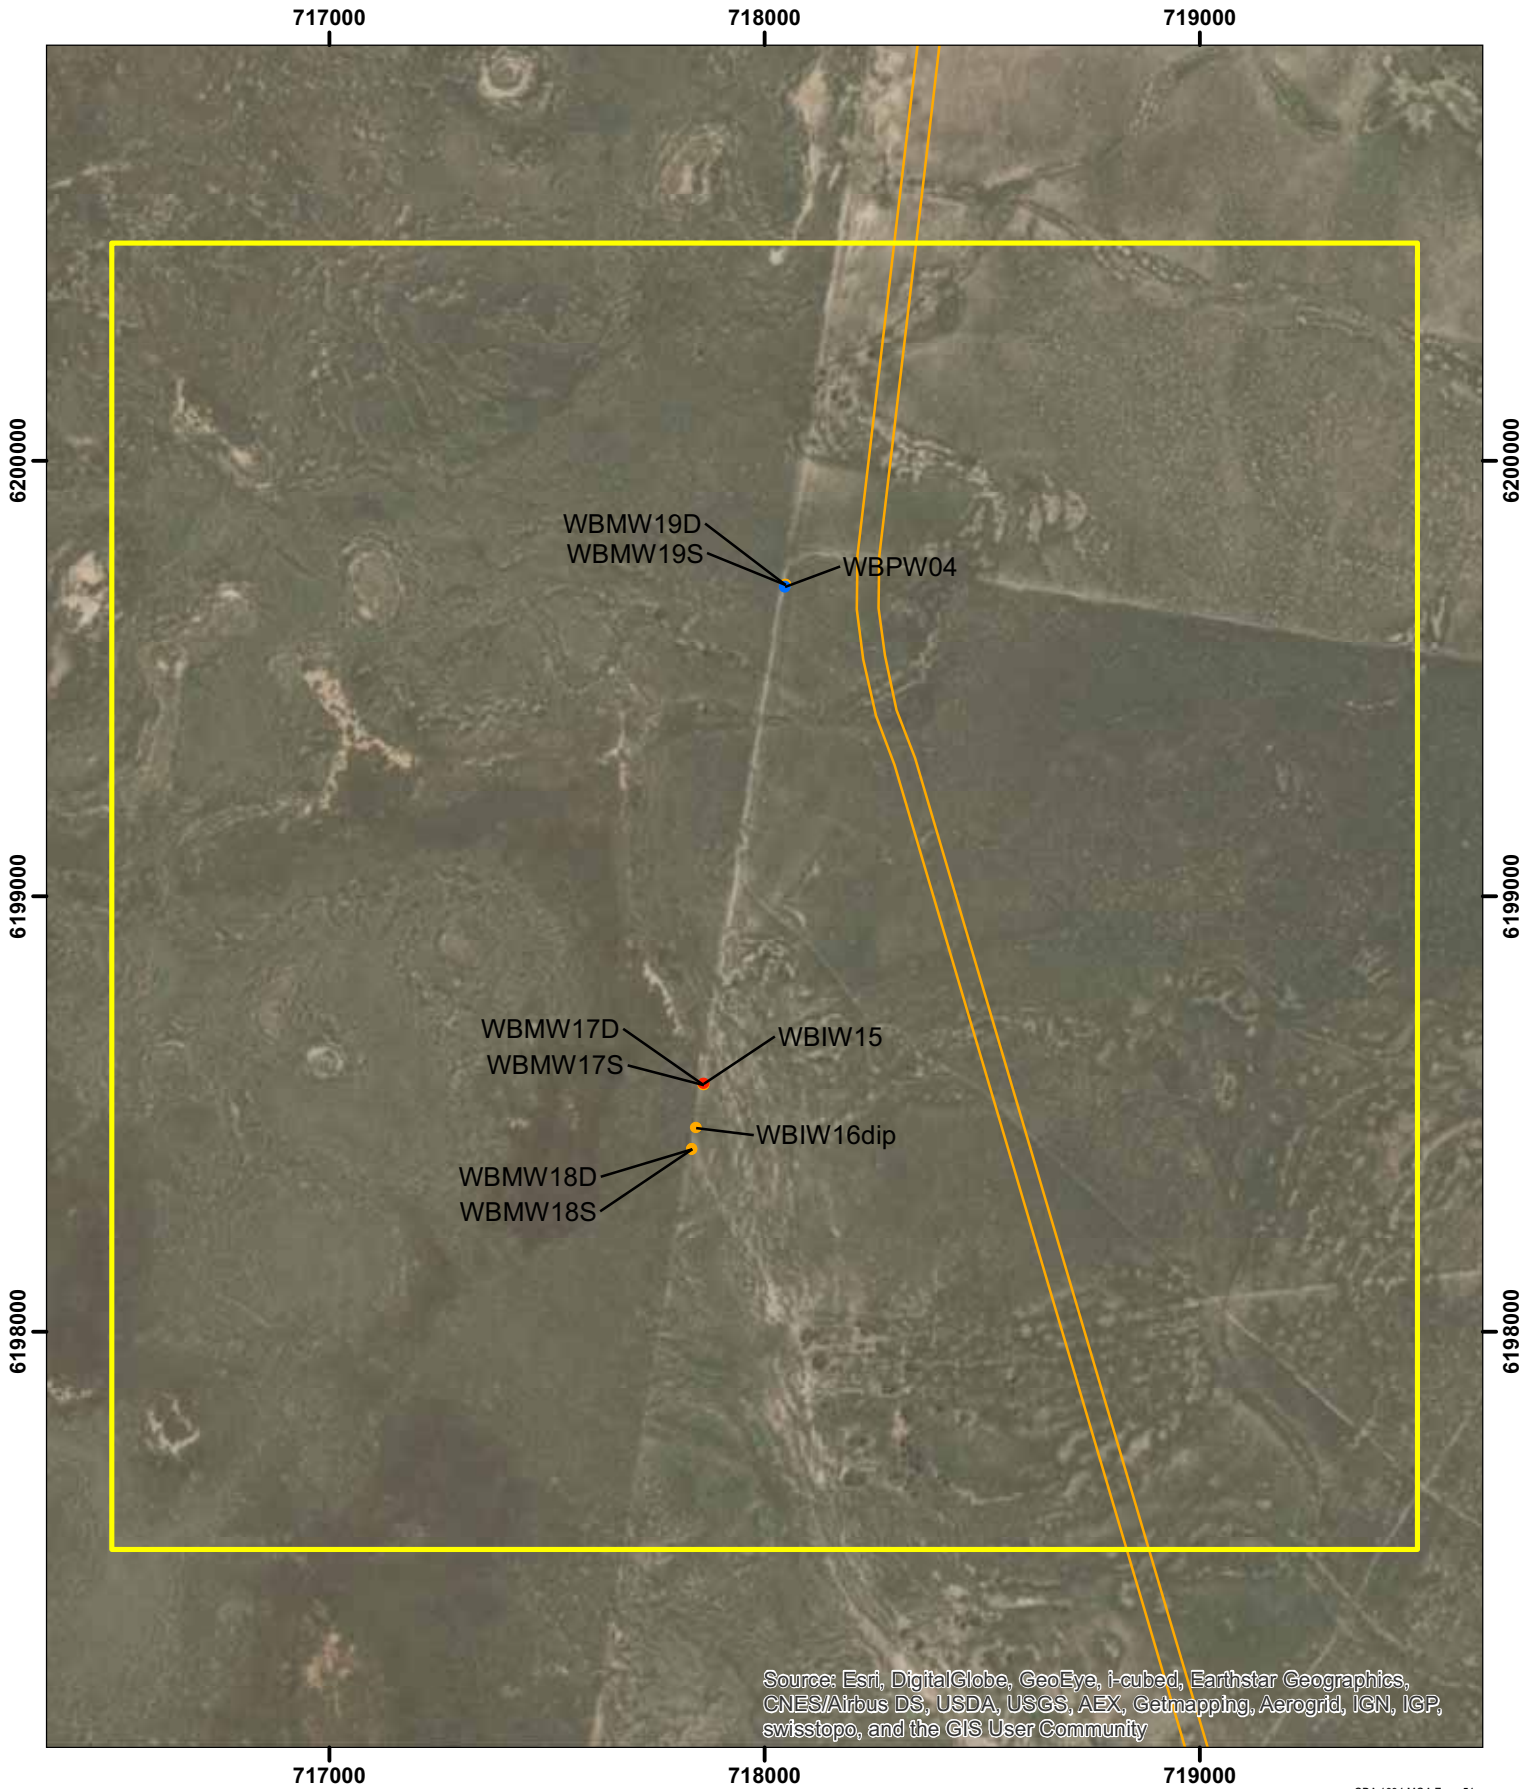 717000 718000 719000
6200000 6200000
WBMW19D
WBMW19S
WBPW04
6199000 6199000
WBMW17D
WBIW15
WBMW17S
WBIW16dip
WBMW18D
WBMW18S
6198000 6198000
Source: Esri, DigitalGlobe, GeoEye, i-cubed, Earthstar Geographics,
CNES/Airbus DS, USDA, USGS, AEX, Getmapping, Aerogrid, IGN, IGP,
swisstopo, and the GIS User Community
717000 718000 719000